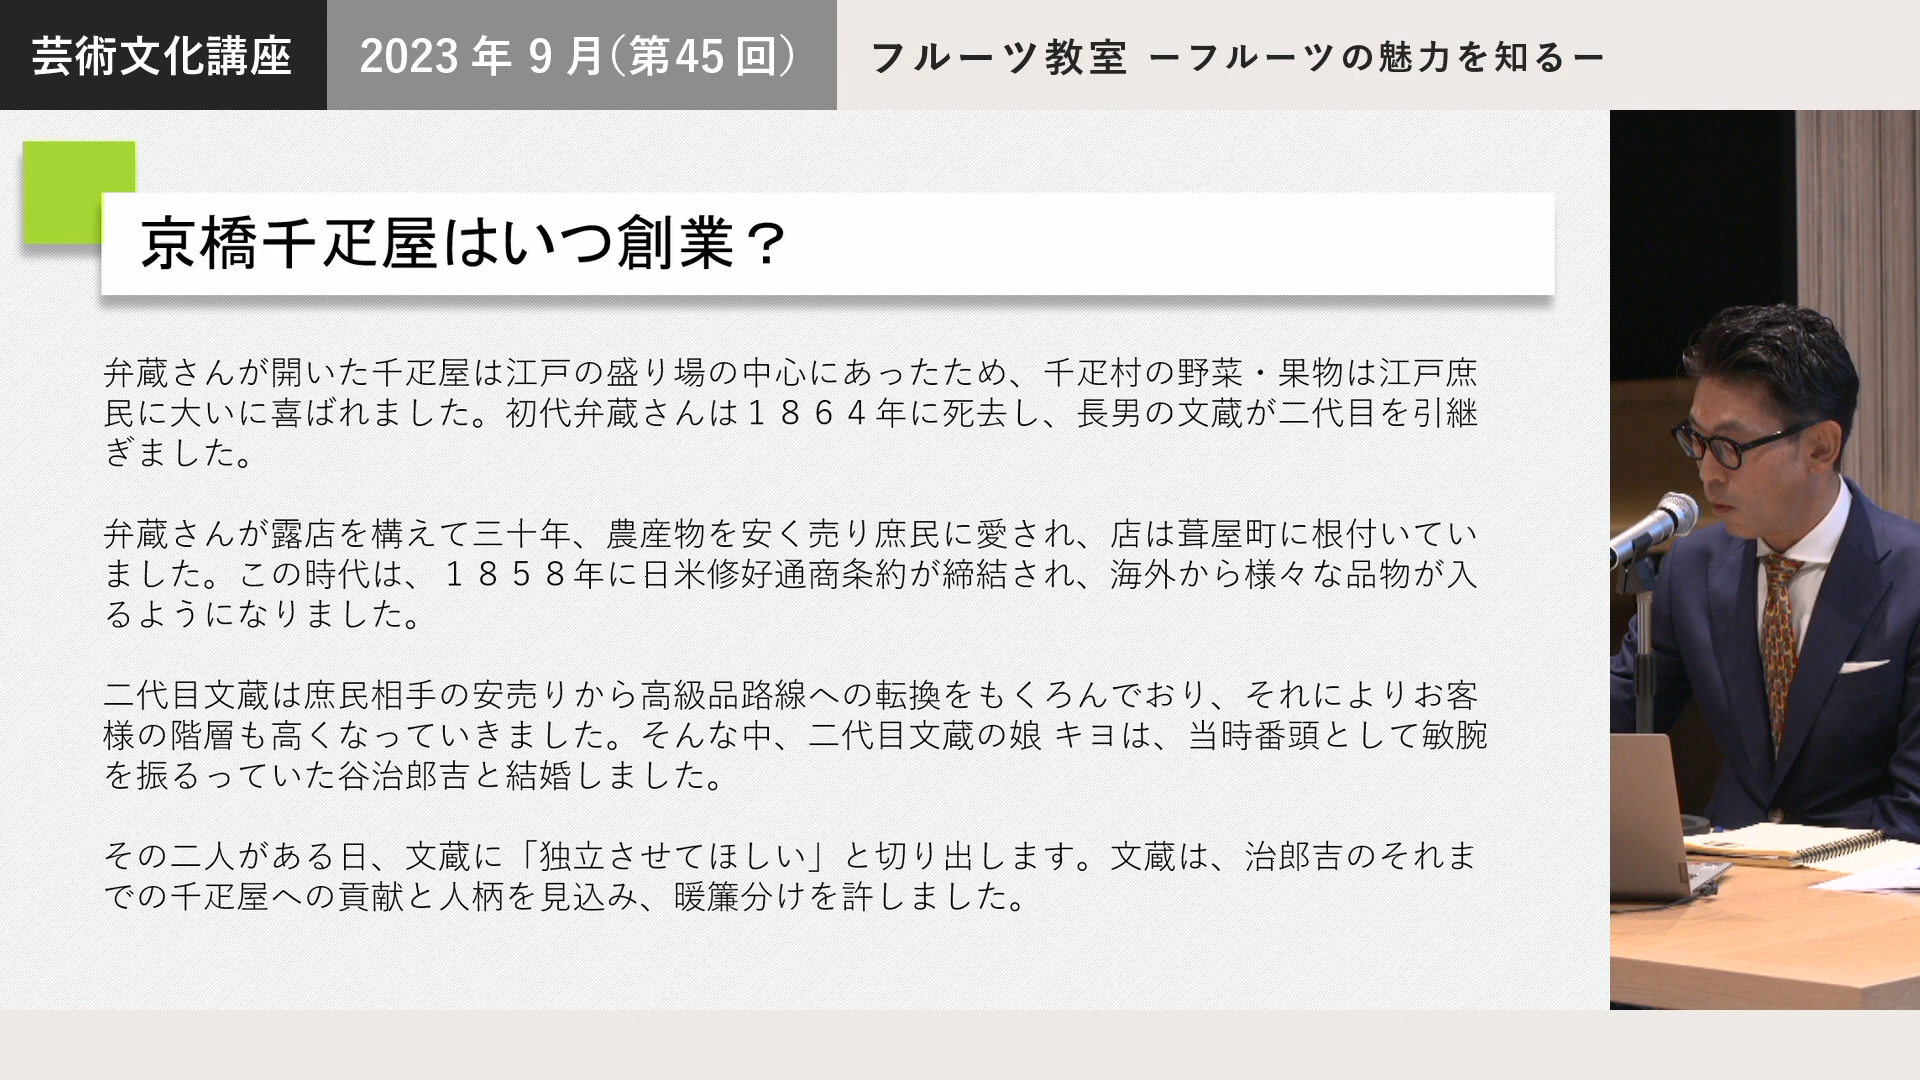 芸術文化講座
2023年9月(第45回)
フルーツ教室 ーフルーツの魅力を知るー
京橋千疋屋はいつ創業？
弁蔵さんが開いた千疋屋は江戸の盛り場の中心にあったため、千疋村の野菜・果物は江戸庶
民に大いに喜ばれました。初代弁蔵さんは１８６４年に死去し、長男の文蔵が二代目を引継
ぎました。
弁蔵さんが露店を構えて三十年、農産物を安く売り庶民に愛され、店は葺屋町に根付いてい
ました。この時代は、１８５８年に日米修好通商条約が締結され、海外から様々な品物が入
るようになりました。
二代目文蔵は庶民相手の安売りから高級品路線への転換をもくろんでおり、それによりお客
様の階層も高くなっていきました。そんな中、二代目文蔵の娘 キヨは、当時番頭として敏腕
を振るっていた谷治郎吉と結婚しました。
その二人がある日、文蔵に「独立させてほしい」と切り出します。文蔵は、治郎吉のそれま
での千疋屋への貢献と人柄を見込み、暖簾分けを許しました。